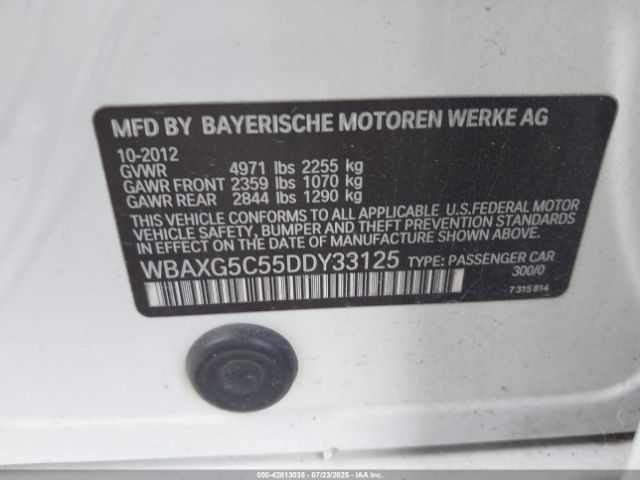 MFD BY BAYERISCHE MOTOREN WERKE AG
10-2012
GVWR 4971 lbs 2255 kg
GAWR FRONT 2359 lbs 1070 kg
GAWR REAR 2844 lbs 1290 kg
THIS VEHICLE CONFORMS TO ALL APPLICABLE U.S.FEDERAL MOTOR
VEHICLE SAFETY, BUMPER AND THEFT PREVENTION STANDARDS
IN EFFECT ON THE DATE OF MANUFACTURE SHOWN ABOVE.
WBAXG5C55DDY33125 TYPE: PASSENGER CAR
300/0
7 315 814
000-42813035 - 07/23/2025 - IAAI.COM